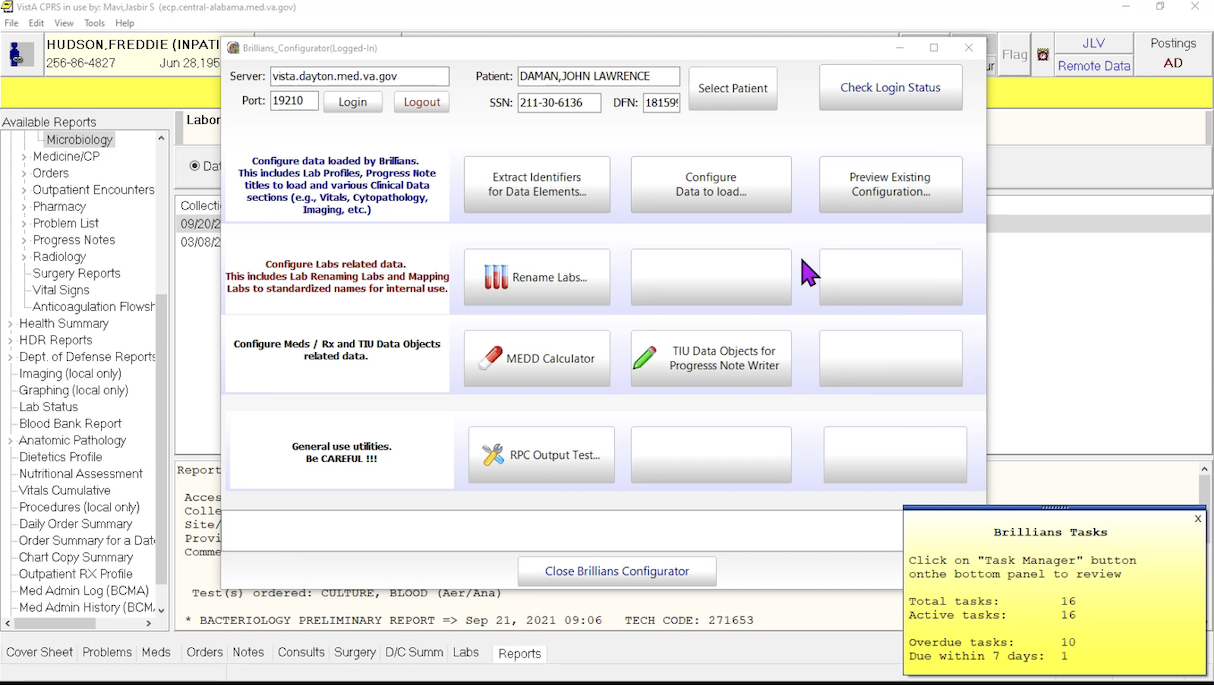 VistA CPRS in use by: Mavi,Jasbir S (ecp.central-alabama.med.va.gov)
File Edit View Tools Help
HUDSON,FREDDIE (INPATI
256-86-4827 Jun 28,195
Flag
JLV
Remote Data
Postings
AD
Available Reports
Microbiology
Medicine/CP
Orders
Outpatient Encounters
Pharmacy
Problem List
Progress Notes
Radiology
Surgery Reports
Vital Signs
Anticoagulation Flowsh
Health Summary
HDR Reports
Dept. of Defense Reports
Imaging (local only)
Graphing (local only)
Lab Status
Blood Bank Report
Anatomic Pathology
Dietetics Profile
Nutritional Assessment
Vitals Cumulative
Procedures (local only)
Daily Order Summary
Order Summary for a Date
Chart Copy Summary
Outpatient RX Profile
Med Admin Log (BCMA)
Med Admin History (BCM
Labor
Dat
Collecti
09/20/2
03/08/2
Report
Acces
Colle
Site/
Provi
Comme
Test(s) ordered: CULTURE, BLOOD (Aer/Ana)
* BACTERIOLOGY PRELIMINARY REPORT => Sep 21, 2021 09:06 TECH CODE: 271653
Brillians_Configurator(Logged-In)
Server: vista.dayton.med.va.gov
Port: 19210 Login Logout
Patient: DAMAN,JOHN LAWRENCE
SSN: 211-30-6136 DFN: 18159
Select Patient
Check Login Status
Configure data loaded by Brillians.
This includes Lab Profiles, Progress Note
titles to load and various Clinical Data
sections (e.g., Vitals, Cytopathology,
Imaging, etc.)
Extract Identifiers
for Data Elements...
Configure
Data to load...
Preview Existing
Configuration...
Configure Labs related data.
This includes Lab Renaming Labs and Mapping
Labs to standardized names for internal use.
Rename Labs...
Configure Meds / Rx and TIU Data Objects
related data.
MEDD Calculator
TIU Data Objects for
Progresss Note Writer
General use utilities.
Be CAREFUL !!!
RPC Output Test...
Close Brillians Configurator
X
Brillians Tasks
Click on "Task Manager" button
onthe bottom panel to review
Total tasks: 16
Active tasks: 16
Overdue tasks: 10
Due within 7 days: 1
Cover Sheet Problems Meds Orders Notes Consults Surgery D/C Summ Labs Reports